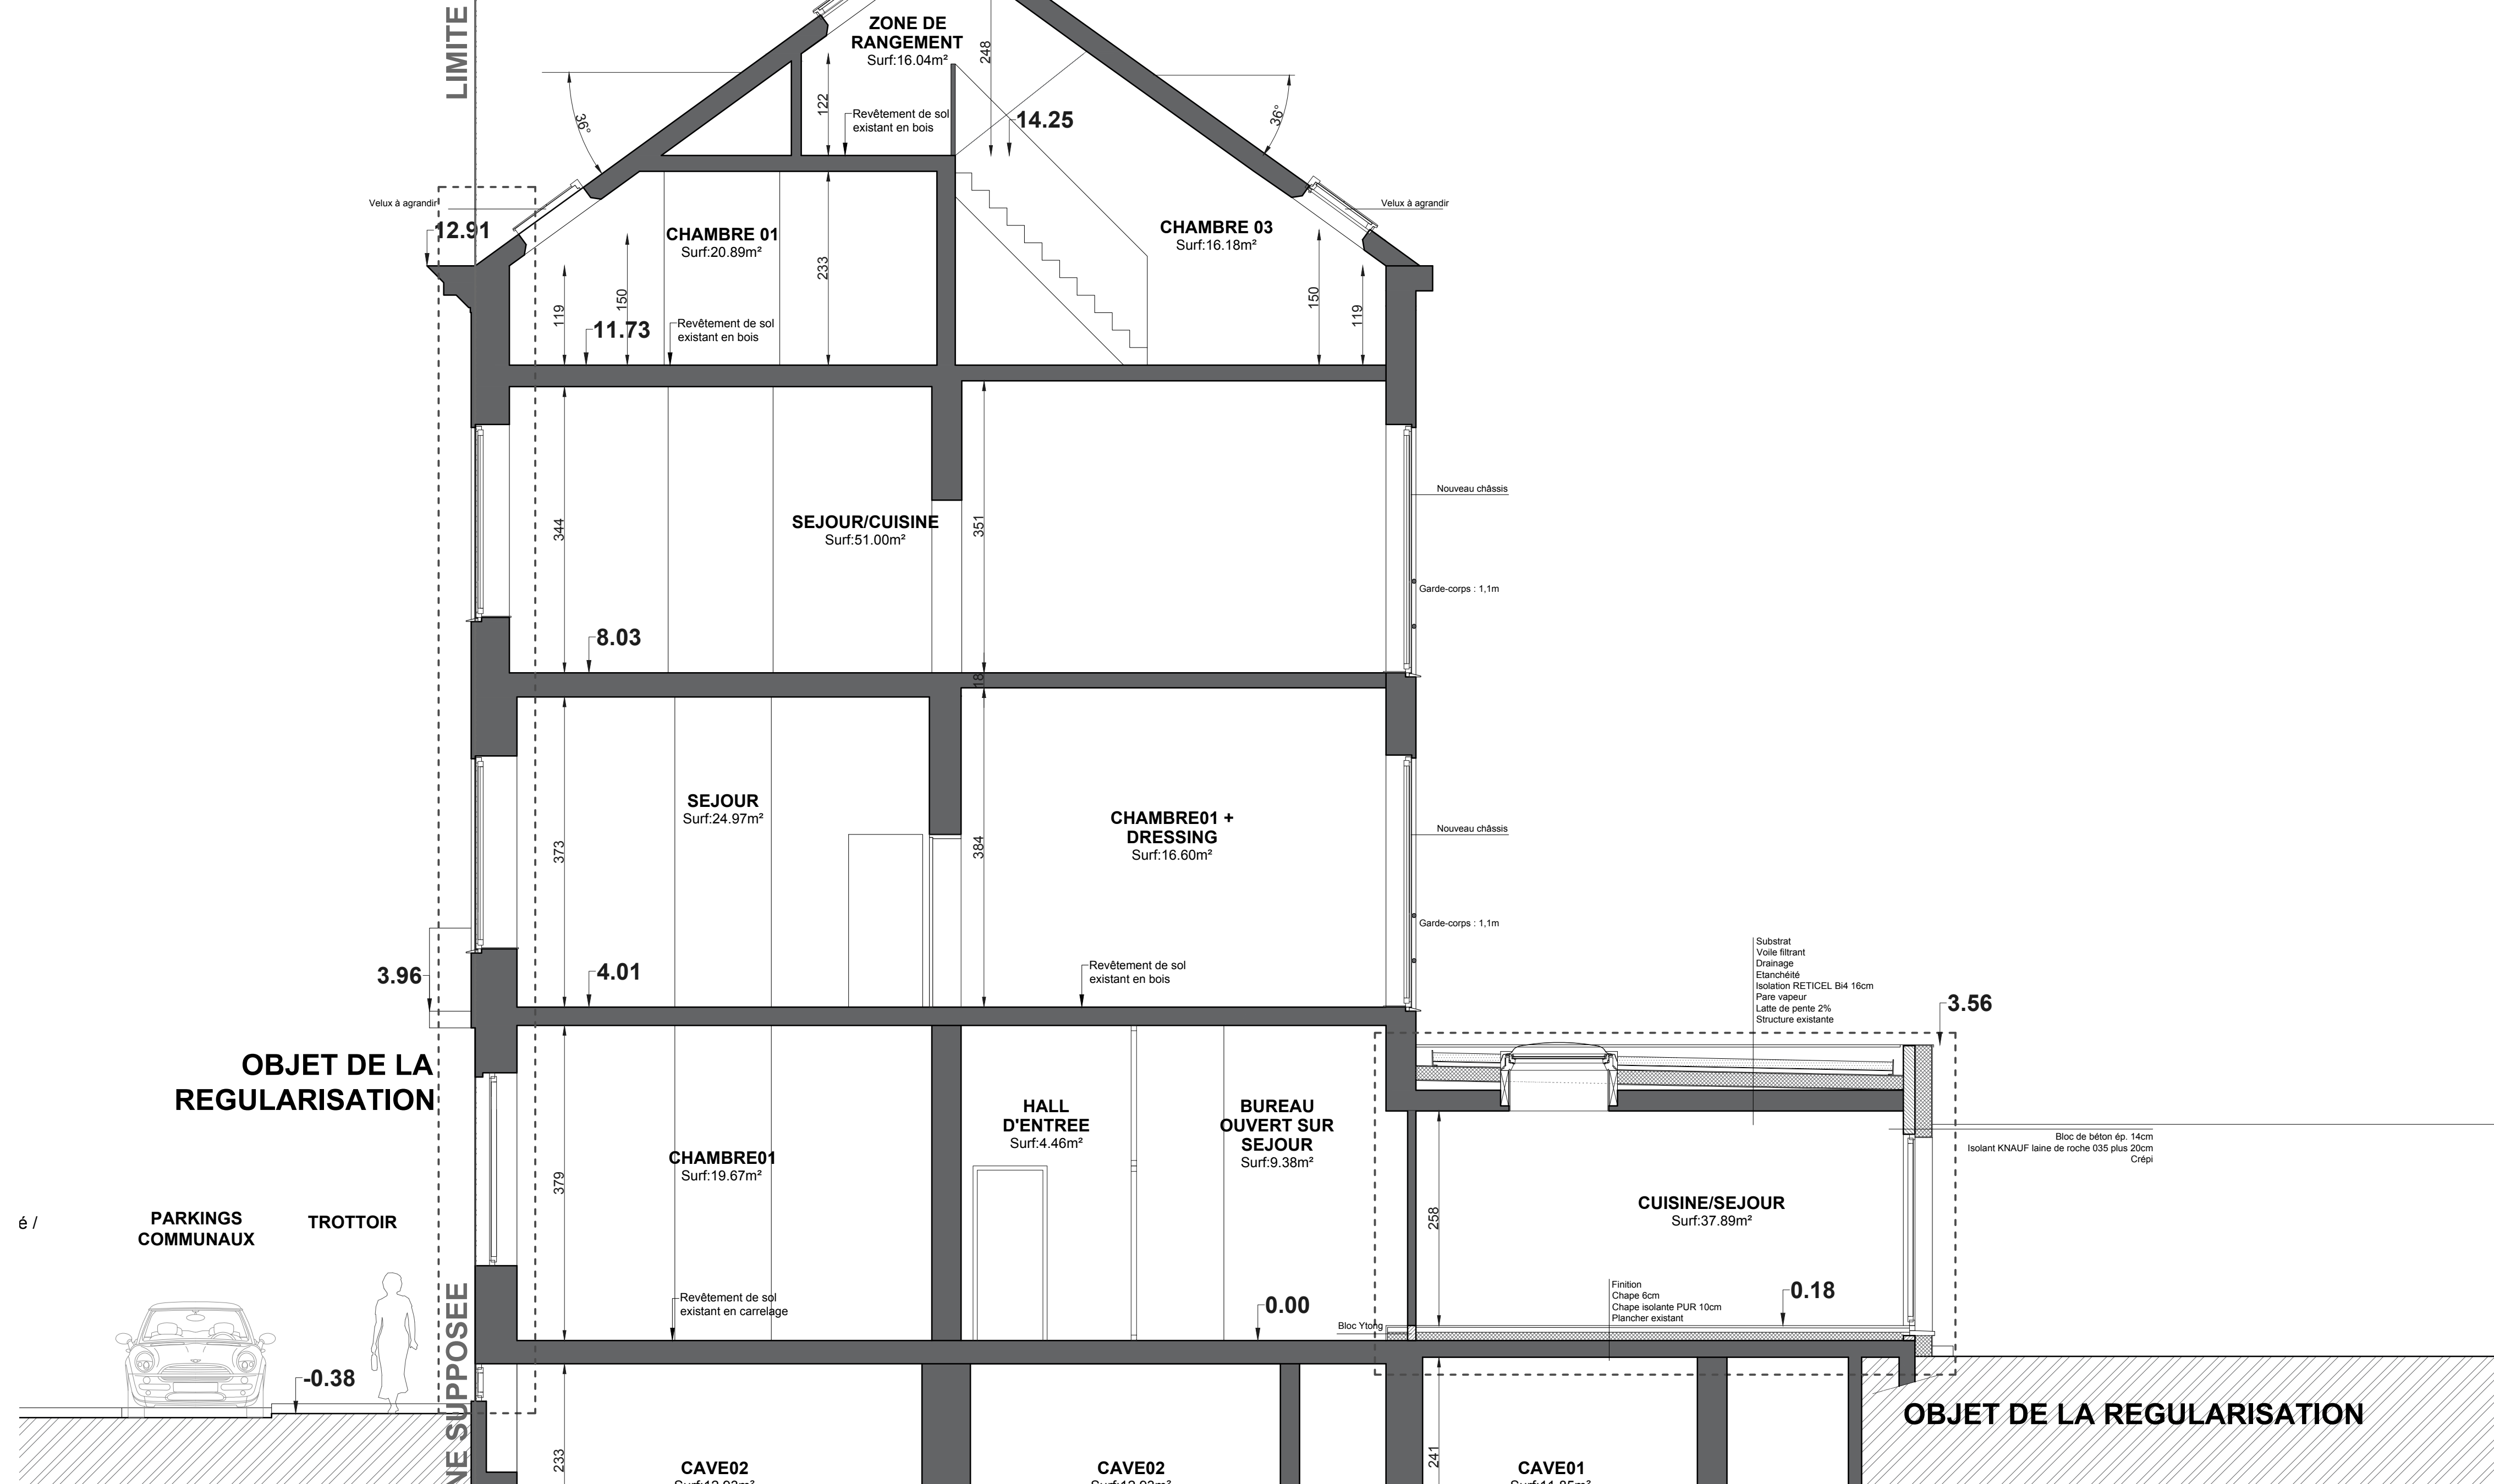 LIMITE
ZONE DE
RANGEMENT
Surf:16.04m²
248
122
36°
36°
Revêtement de sol
existant en bois
14.25
Velux à agrandir
12.91
CHAMBRE 01
Surf:20.89m²
CHAMBRE 03
Surf:16.18m²
Velux à agrandir
119
150
233
150
119
11.73
Revêtement de sol
existant en bois
Nouveau châssis
SEJOUR/CUISINE
Surf:51.00m²
344
351
Garde-corps : 1,1m
8.03
18
SEJOUR
Surf:24.97m²
CHAMBRE01 +
DRESSING
Surf:16.60m²
Nouveau châssis
373
384
Garde-corps : 1,1m
3.96
4.01
Revêtement de sol
existant en bois
Substrat
Voile filtrant
Drainage
Etanchéité
Isolation RETICEL Bi4 16cm
Pare vapeur
Latte de pente 2%
Structure existante
3.56
OBJET DE LA
REGULARISATION
HALL
D'ENTREE
Surf:4.46m²
BUREAU
OUVERT SUR
SEJOUR
Surf:9.38m²
Bloc de béton ép. 14cm
Isolant KNAUF laine de roche 035 plus 20cm
Crépi
CHAMBRE01
Surf:19.67m²
379
258
CUISINE/SEJOUR
Surf:37.89m²
é /
PARKINGS
COMMUNAUX
TROTTOIR
Revêtement de sol
existant en carrelage
0.00
Finition
Chape 6cm
Chape isolante PUR 10cm
Plancher existant
0.18
Bloc Ytong
-0.38
NE SUPPOSEE
OBJET DE LA REGULARISATION
233
241
CAVE02
CAVE02
CAVE01